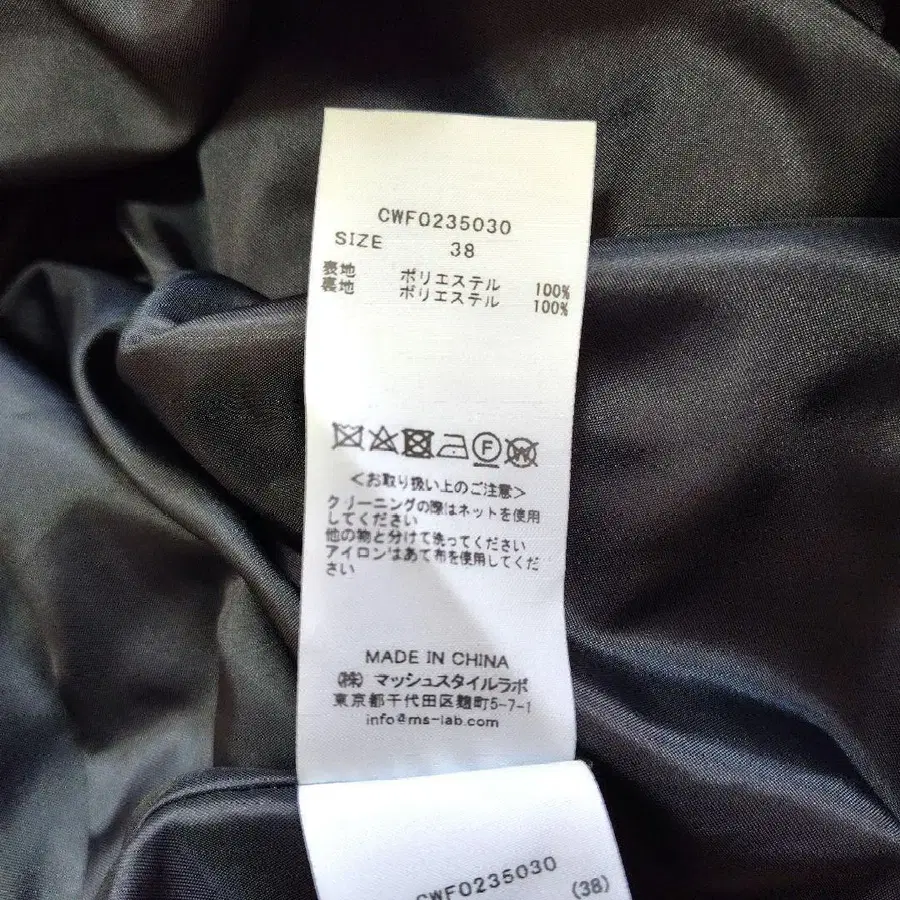 CWF0235030
SIZE 38
表地 ポリエステル 100%
裏地 ポリエステル 100%
F W
<お取り扱い上のご注意>
クリーニングの際はネットを使用
してください
他の物と分けて洗ってください
アイロンはあて布を使用してくだ
さい
MADE IN CHINA
(株) マッシュスタイルラボ
東京都千代田区麹町5-7-1
info@ms-lab.com
CWF0235030
(38)